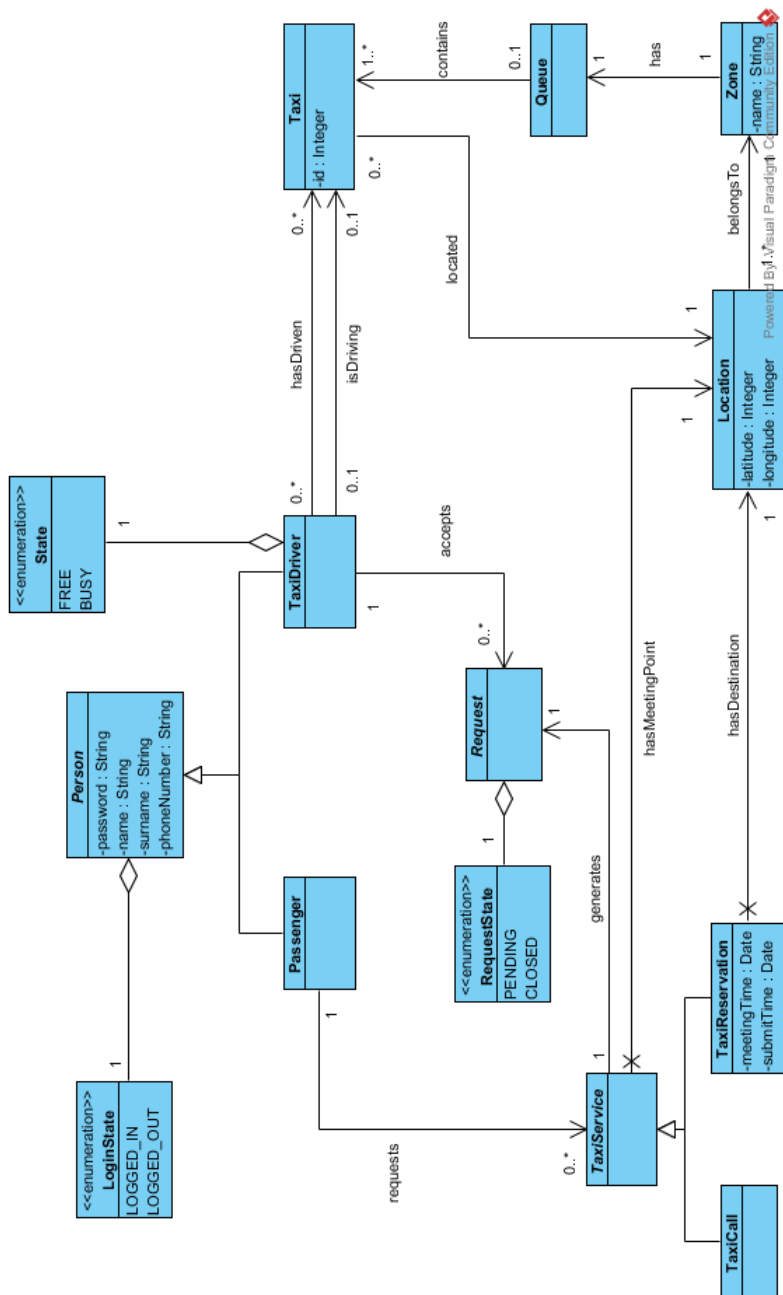 <<enumeration>>
LoginState
LOGGED_IN
LOGGED_OUT
1
Person
-password : String
-name : String
-surname : String
-phoneNumber : String
<<enumeration>>
State
FREE
BUSY
1
Passenger
1
TaxiDriver
1
0..*
0..1
hasDriven
isDriving
0..*
0..1
Taxi
-id : Integer
0..*
1..*
requests
0..*
<<enumeration>>
RequestState
PENDING
CLOSED
1
Request
1
0..*
accepts
located
1
contains
0..1
TaxiService
1
generates
hasMeetingPoint
1
Queue
1
has
1
TaxiCall
TaxiReservation
-meetingTime : Date
-submitTime : Date
hasDestination
1
Location
-latitude : Integer
-longitude : Integer
1..*
belongsTo
1
Zone
-name : String
Powered By Visual Paradigm Community Edition